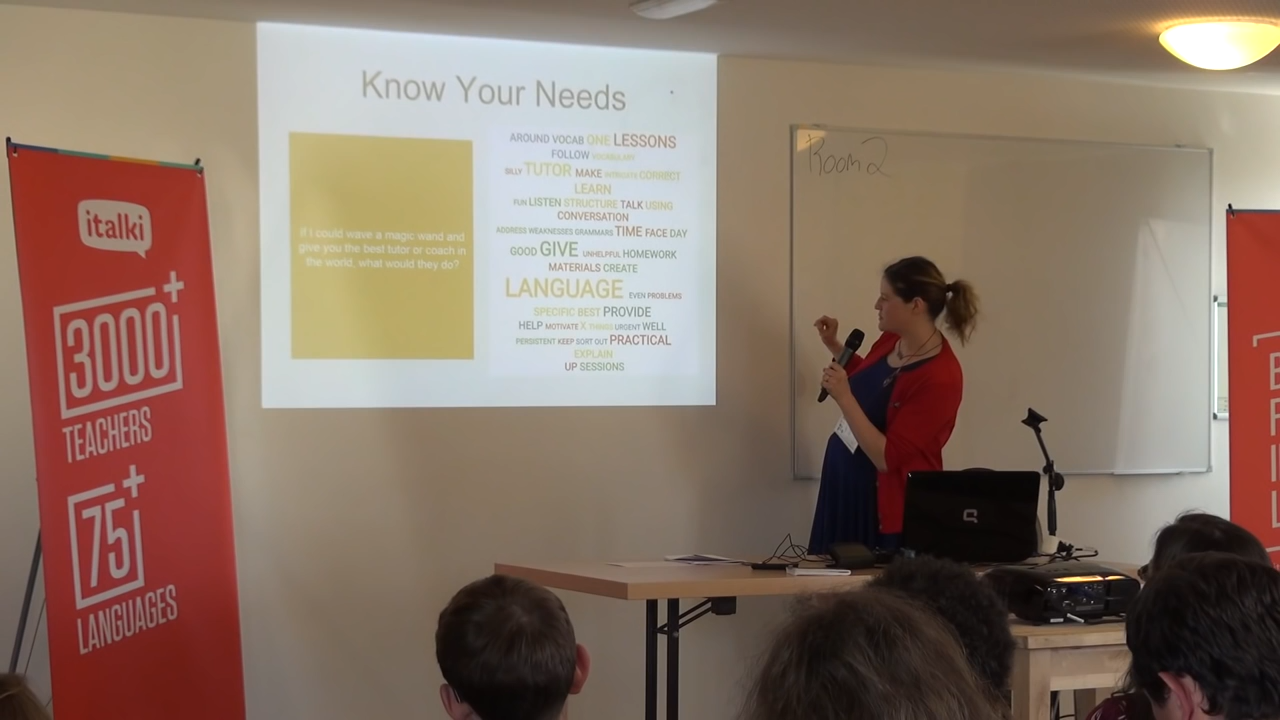 Know Your Needs
If I could wave a magic wand and
give you the best tutor or coach in
the world, what would they do?
AROUND VOCAB ONE LESSONS
FOLLOW VOCABULARY
SILLY TUTOR MAKE CORRECT
LEARN
FUN LISTEN STRUCTURE TALK USING
CONVERSATION
ADDRESS WEAKNESSES GRAMMARS TIME FACE DAY
GOOD GIVE UNHELPFUL HOMEWORK
MATERIALS CREATE
LANGUAGE EVEN PROBLEMS
SPECIFIC BEST PROVIDE
HELP MOTIVATE X THINGS URGENT WELL
PERSISTENT KEEP SORT OUT PRACTICAL
EXPLAIN
UP SESSIONS
Room 2
italki
3000+
TEACHERS
75+
LANGUAGES